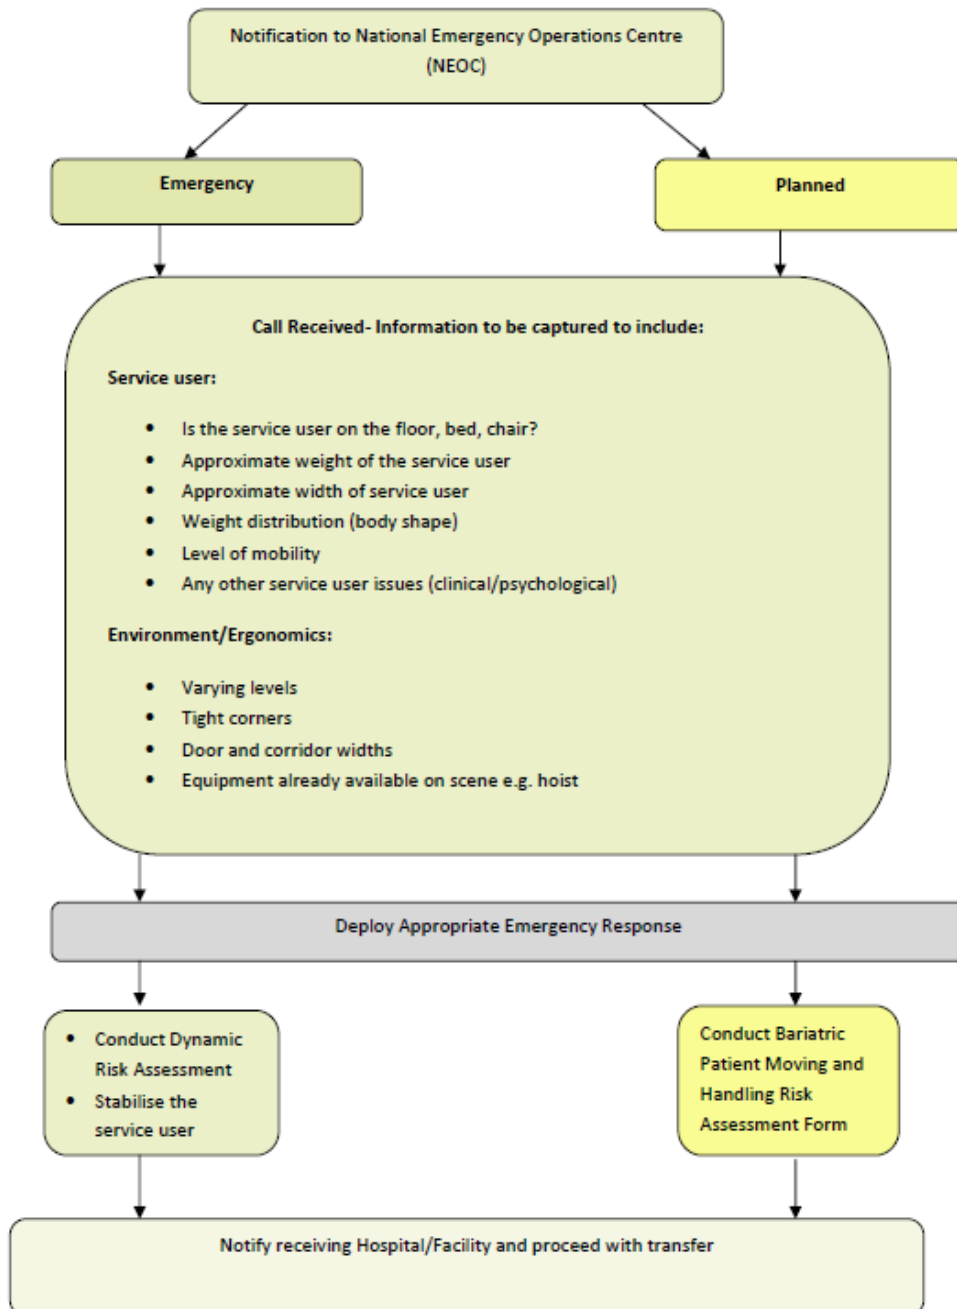 Notification to National Emergency Operations Centre
(NEOC)
Emergency
Planned
Call Received- Information to be captured to include:
Service user:
• Is the service user on the floor, bed, chair?
• Approximate weight of the service user
• Approximate width of service user
• Weight distribution (body shape)
• Level of mobility
• Any other service user issues (clinical/psychological)
Environment/Ergonomics:
• Varying levels
• Tight corners
• Door and corridor widths
• Equipment already available on scene e.g. hoist
Deploy Appropriate Emergency Response
• Conduct Dynamic
Risk Assessment
• Stabilise the
service user
Conduct Bariatric
Patient Moving and
Handling Risk
Assessment Form
Notify receiving Hospital/Facility and proceed with transfer